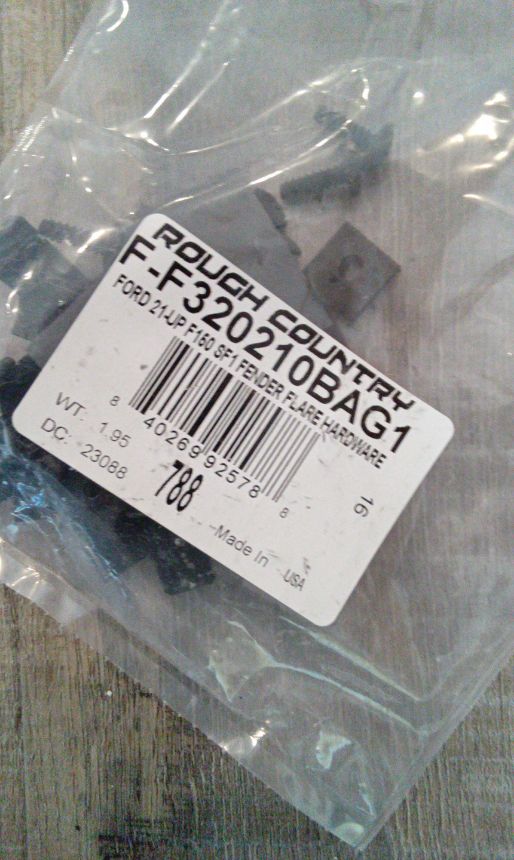 ROUGH COUNTRY
F-F320210BAG1
FORD 21-UP F150 SF1 FENDER FLARE HARDWARE
8 40269 92578 8
16
WT: 1.95
DC: 23088
788
Made In USA